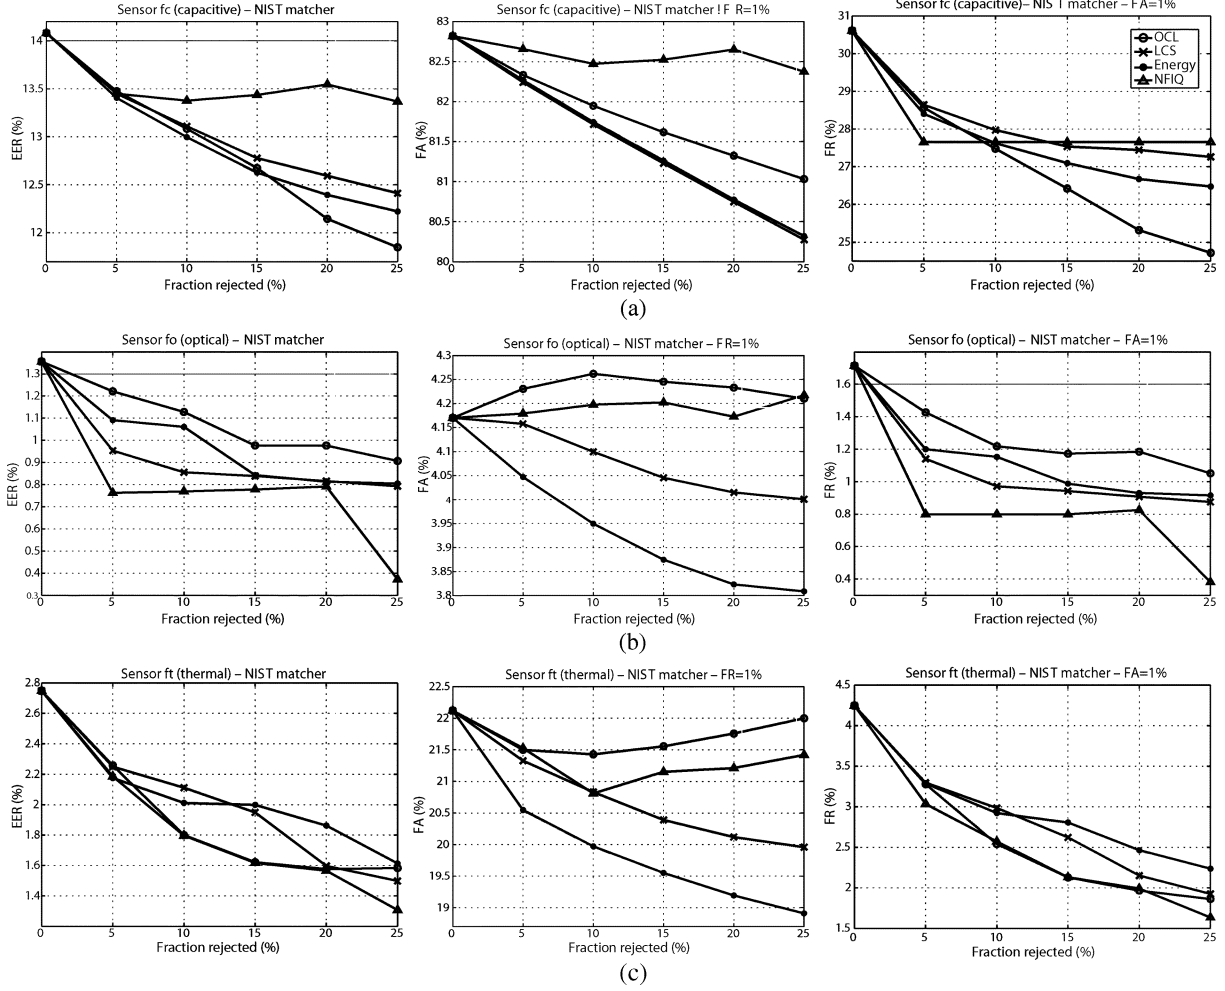 Sensor fc (capacitive) – NIST matcher
14
13.5
13
12.5
12
EER (%)
0 5 10 15 20 25
Fraction rejected (%)
Sensor fc (capacitive) – NIST matcher ! F R=1%
83
82.5
82
81.5
81
80.5
80
FA (%)
0 5 10 15 20 25
Fraction rejected (%)
Sensor fc (capacitive)– NIS T matcher – FA=1%
31
30
29
28
27
26
25
FR (%)
OCL
LCS
Energy
NFIQ
0 5 10 15 20 25
Fraction rejected (%)
(a)
Sensor fo (optical) – NIST matcher
1.3
1.2
1.1
1
0.9
0.8
0.7
0.6
0.5
0.4
0.3
EER (%)
0 5 10 15 20 25
Fraction rejected (%)
Sensor fo (optical) – NIST matcher – FR=1%
4.3
4.25
4.2
4.15
4.1
4.05
4
3.95
3.9
3.85
3.8
FA (%)
0 5 10 15 20 25
Fraction rejected (%)
Sensor fo (optical) – NIST matcher – FA=1%
1.6
1.4
1.2
1
0.8
0.6
0.4
FR (%)
0 5 10 15 20 25
Fraction rejected (%)
(b)
Sensor ft (thermal) – NIST matcher
2.8
2.6
2.4
2.2
2
1.8
1.6
1.4
EER (%)
0 5 10 15 20 25
Fraction rejected (%)
Sensor ft (thermal) – NIST matcher – FR=1%
22.5
22
21.5
21
20.5
20
19.5
19
FA (%)
0 5 10 15 20 25
Fraction rejected (%)
Sensor ft (thermal) – NIST matcher – FA=1%
4.5
4
3.5
3
2.5
2
1.5
FR (%)
0 5 10 15 20 25
Fraction rejected (%)
(c)